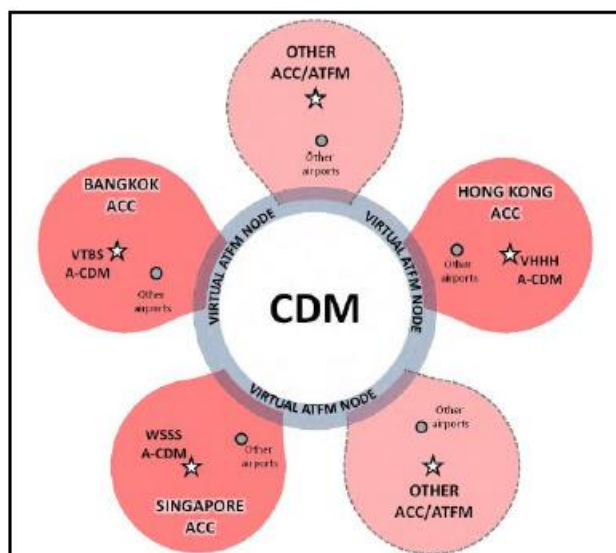 OTHER
ACC/ATFM
Other
airports
BANGKOK
ACC
VTBS
A-CDM
Other
airports
HONG KONG
ACC
Other
airports
VHHH
A-CDM
VIRTUAL ATFM NODE
VIRTUAL ATFM NODE
CDM
VIRTUAL ATFM NODE
WSSS
A-CDM
Other
airports
SINGAPORE
ACC
Other
airports
OTHER
ACC/ATFM